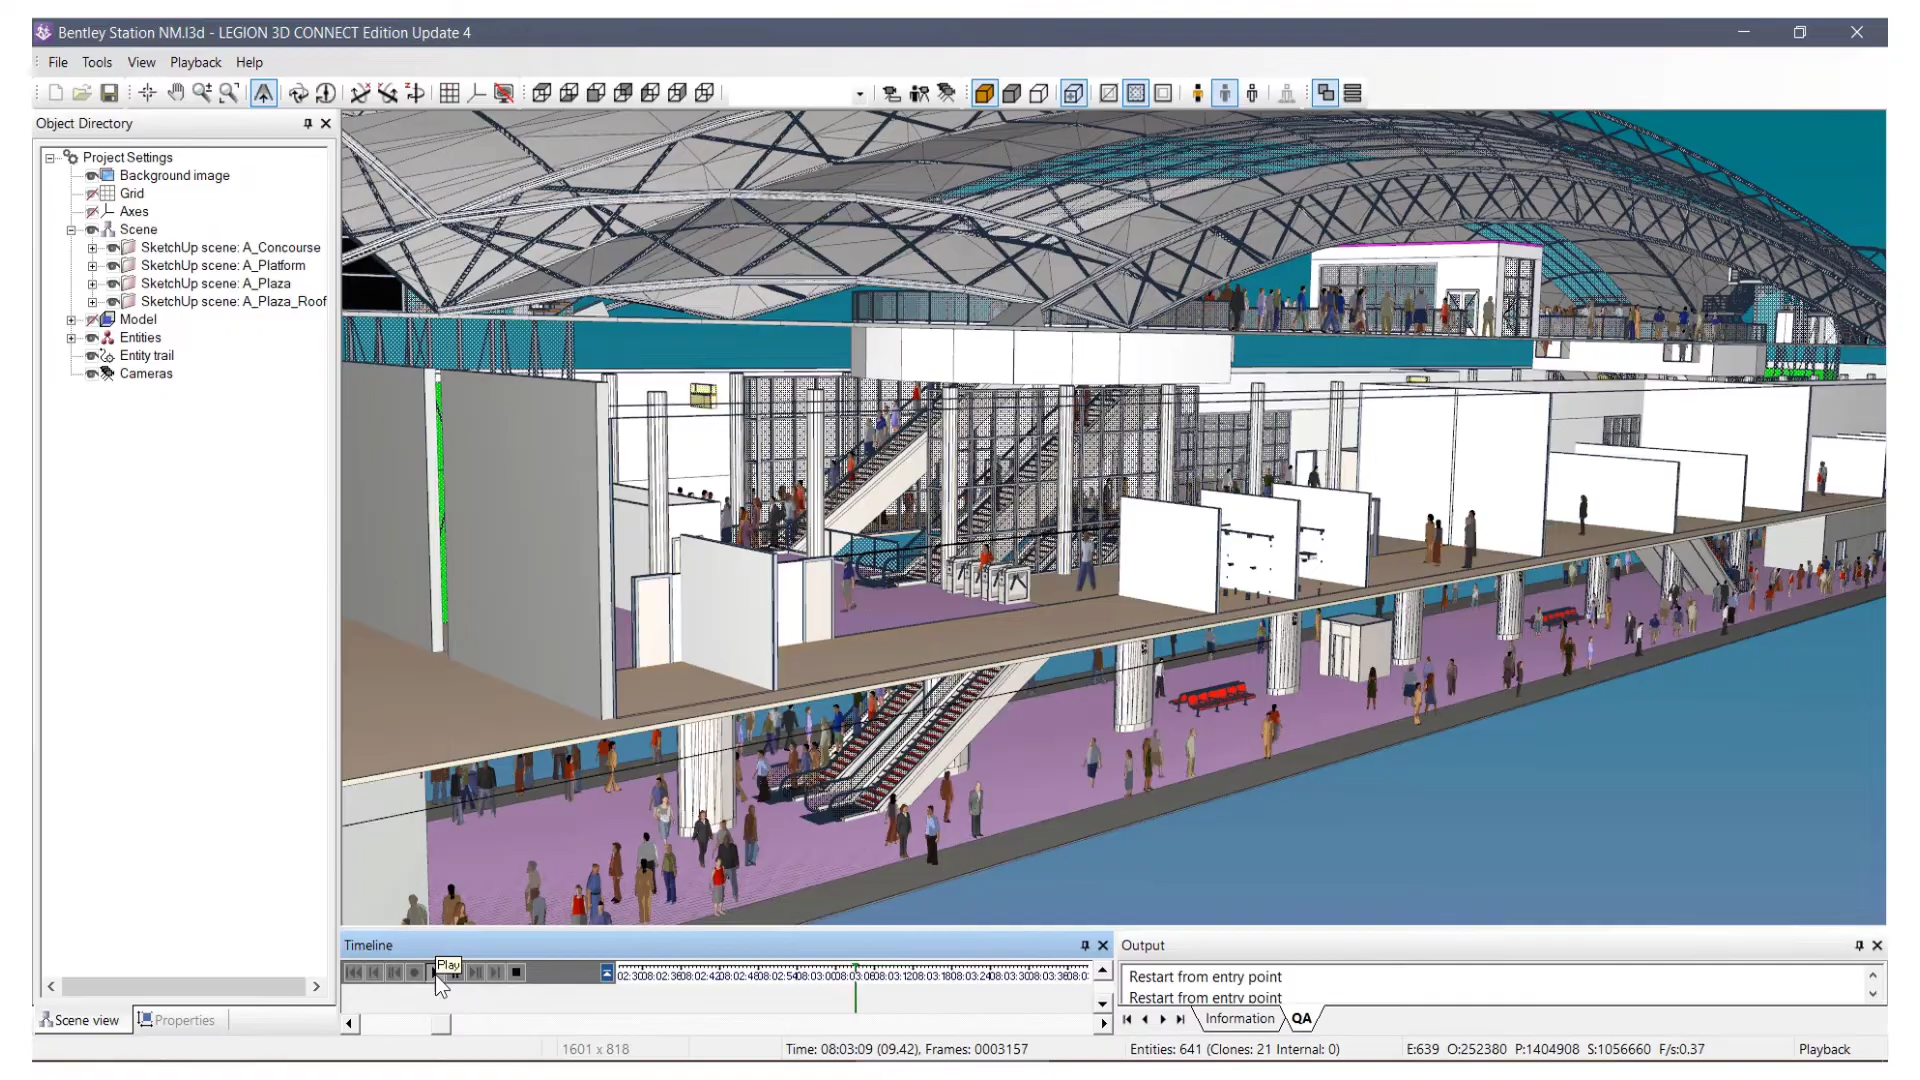 Bentley Station NM.l3d - LEGION 3D CONNECT Edition Update 4
File Tools View Playback Help
Object Directory
Project Settings
Background image
Grid
Axes
Scene
SketchUp scene: A_Concourse
SketchUp scene: A_Platform
SketchUp scene: A_Plaza
SketchUp scene: A_Plaza_Roof
Model
Entities
Entity trail
Cameras
Scene view
Properties
Timeline
Play
Output
Restart from entry point
Restart from entry point
Information
QA
1601 x 818
Time: 08:03:09 (09.42), Frames: 0003157
Entities: 641 (Clones: 21 Internal: 0)
E:639 O:252380 P:1404908 S:1056660 F/s:0.37
Playback